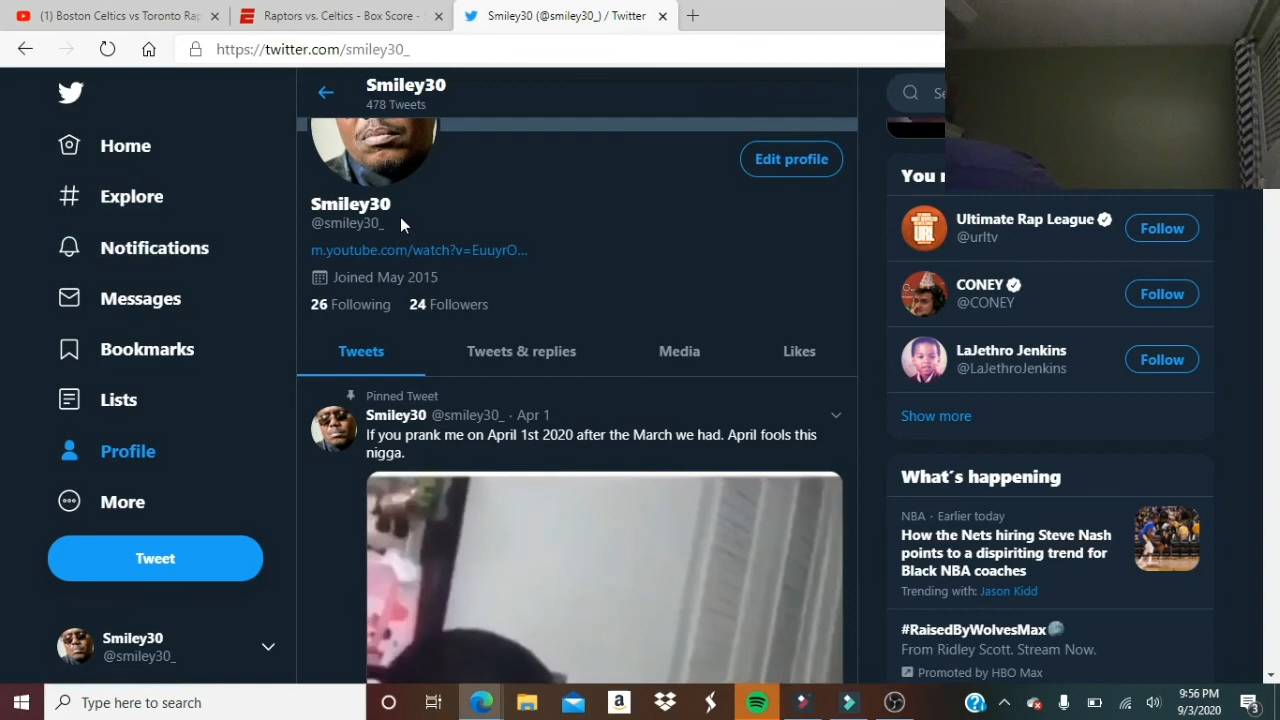 (1) Boston Celtics vs Toronto Rap
Raptors vs. Celtics - Box Score -
Smiley30 (@smiley30_) / Twitter
https://twitter.com/smiley30_
Smiley30
478 Tweets
Home
Explore
Notifications
Messages
Bookmarks
Lists
Profile
More
Tweet
Smiley30
@smiley30_
Edit profile
Smiley30
@smiley30_
m.youtube.com/watch?v=EuuyrO...
Joined May 2015
26 Following 24 Followers
Tweets Tweets & replies Media Likes
Pinned Tweet
Smiley30 @smiley30_ · Apr 1
If you prank me on April 1st 2020 after the March we had. April fools this
nigga.
Se
You
Ultimate Rap League
@urltv
Follow
CONEY
@CONEY
Follow
LaJethro Jenkins
@LaJethroJenkins
Follow
Show more
What's happening
NBA · Earlier today
How the Nets hiring Steve Nash
points to a dispiriting trend for
Black NBA coaches
Trending with: Jason Kidd
#RaisedByWolvesMax
From Ridley Scott. Stream Now.
Promoted by HBO Max
Type here to search
9:56 PM
9/3/2020
3